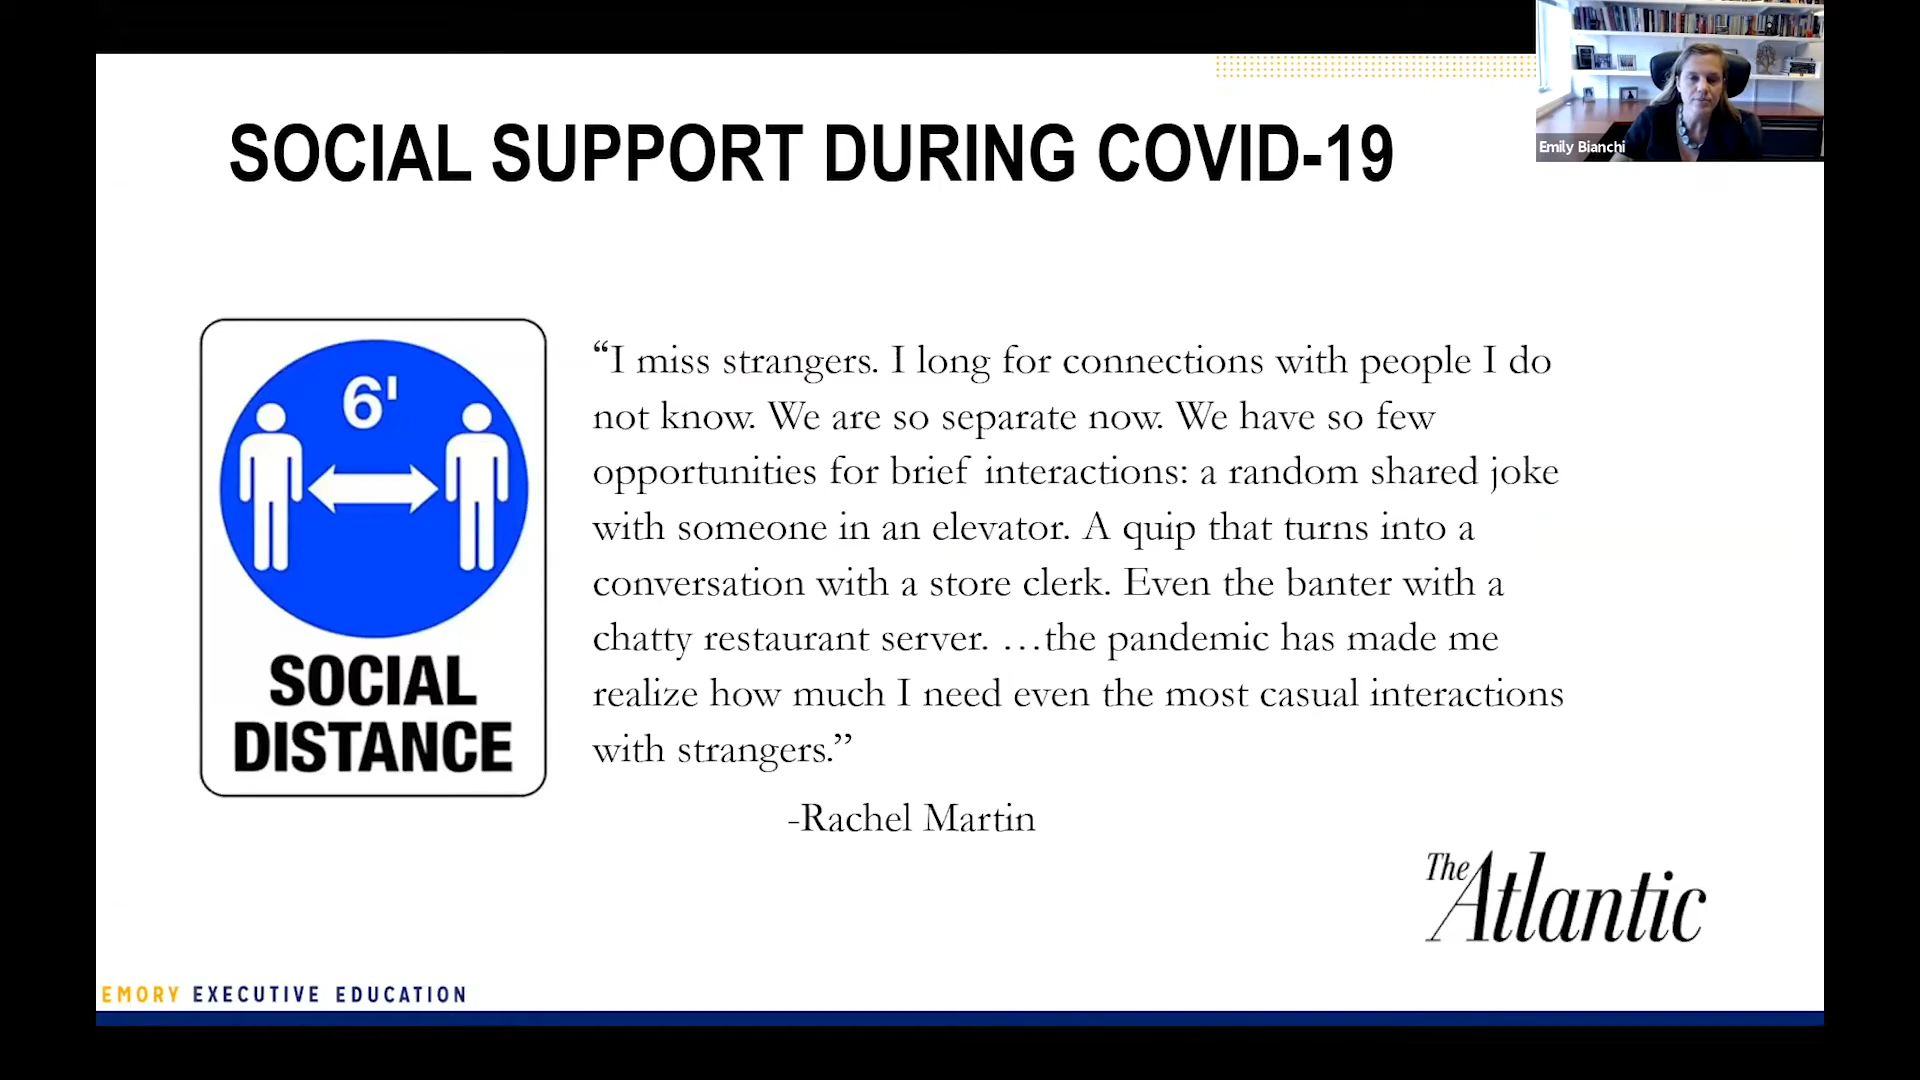 Emily Bianchi
SOCIAL SUPPORT DURING COVID-19
6'
SOCIAL
DISTANCE
“I miss strangers. I long for connections with people I do
not know. We are so separate now. We have so few
opportunities for brief interactions: a random shared joke
with someone in an elevator. A quip that turns into a
conversation with a store clerk. Even the banter with a
chatty restaurant server. …the pandemic has made me
realize how much I need even the most casual interactions
with strangers.”
-Rachel Martin
The Atlantic
EMORY EXECUTIVE EDUCATION